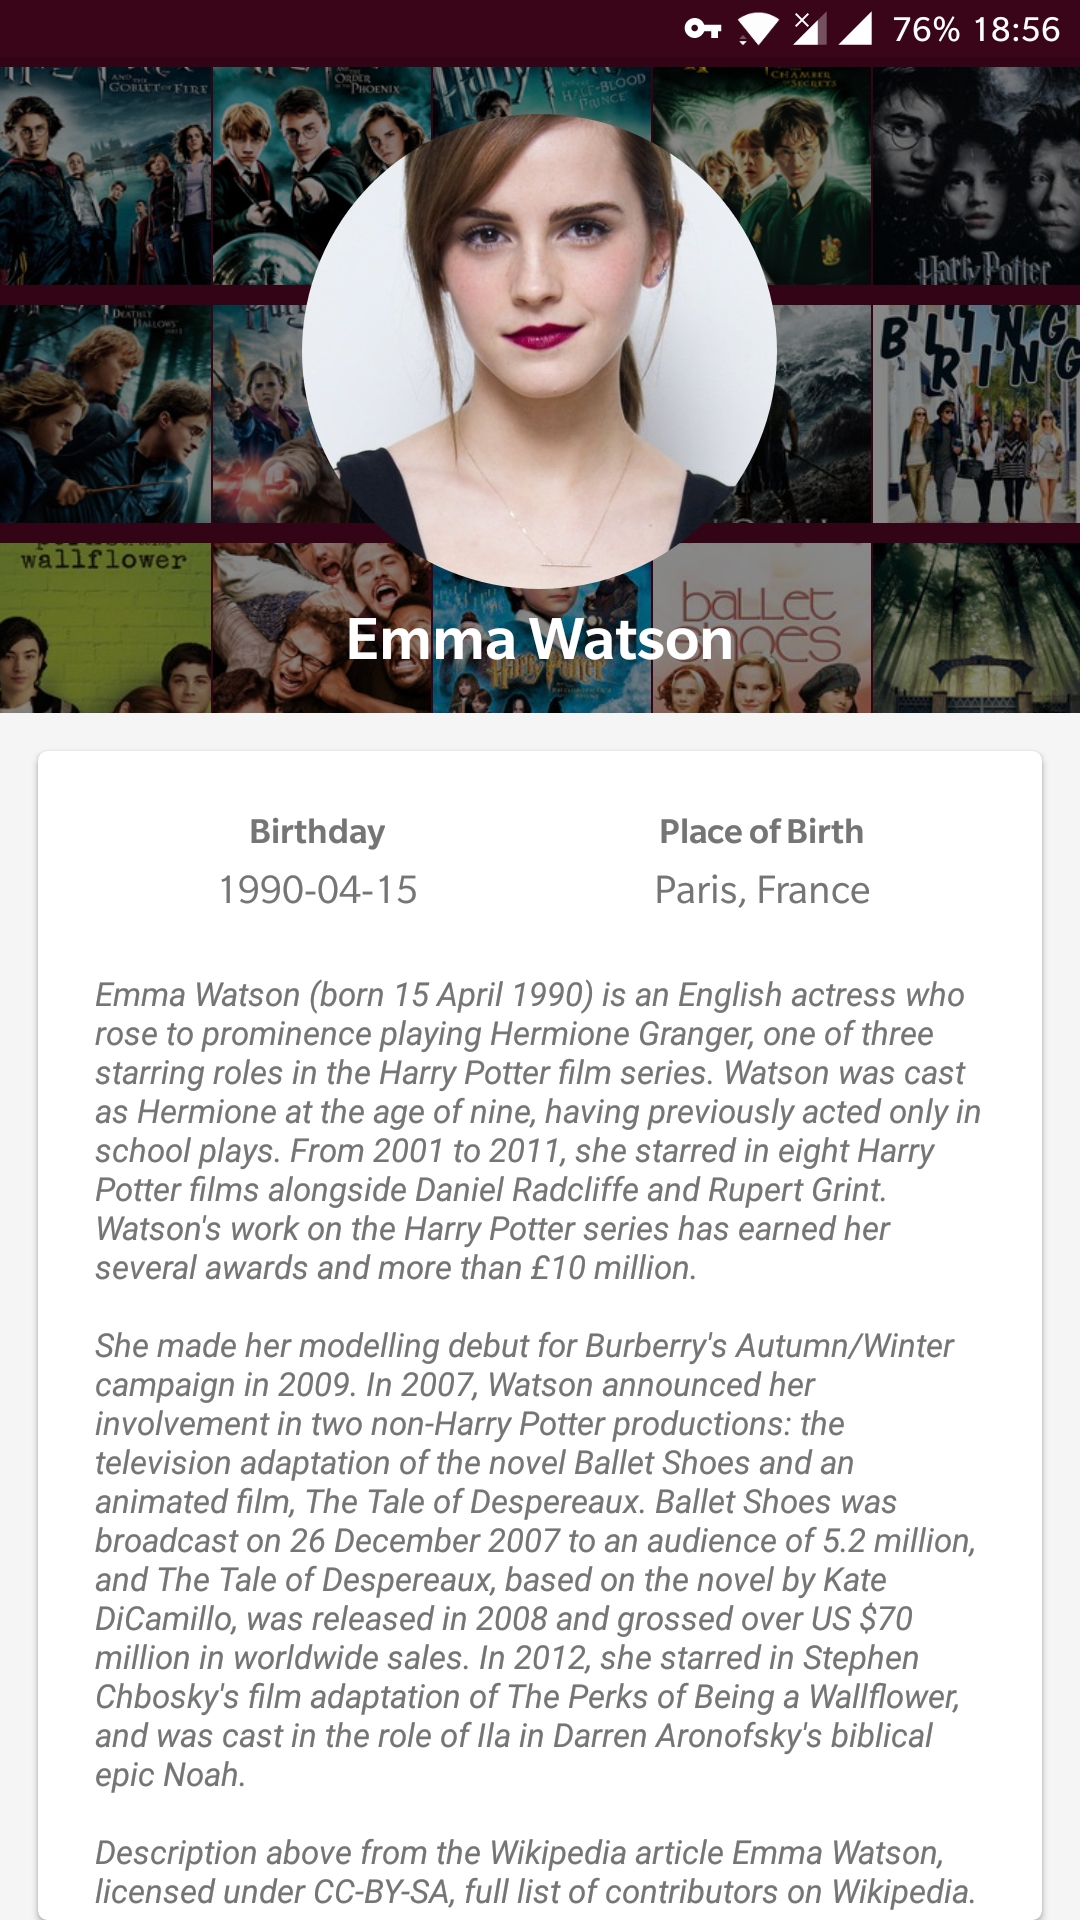 76% 18:56
AND THE
GOBLET OF FIRE
ORDER
OF THE
PHOENIX
HALF-BLOOD
PRINCE
CHAMBER
SECRETS
Harry Potter
DEATHLY
HALLOWS
BLING
RING
wallflower
Harry Potter
ballet
shoes
Emma Watson
Birthday
Place of Birth
1990-04-15
Paris, France
Emma Watson (born 15 April 1990) is an English actress who
rose to prominence playing Hermione Granger, one of three
starring roles in the Harry Potter film series. Watson was cast
as Hermione at the age of nine, having previously acted only in
school plays. From 2001 to 2011, she starred in eight Harry
Potter films alongside Daniel Radcliffe and Rupert Grint.
Watson's work on the Harry Potter series has earned her
several awards and more than £10 million.
She made her modelling debut for Burberry's Autumn/Winter
campaign in 2009. In 2007, Watson announced her
involvement in two non-Harry Potter productions: the
television adaptation of the novel Ballet Shoes and an
animated film, The Tale of Despereaux. Ballet Shoes was
broadcast on 26 December 2007 to an audience of 5.2 million,
and The Tale of Despereaux, based on the novel by Kate
DiCamillo, was released in 2008 and grossed over US $70
million in worldwide sales. In 2012, she starred in Stephen
Chbosky's film adaptation of The Perks of Being a Wallflower,
and was cast in the role of Ila in Darren Aronofsky's biblical
epic Noah.
Description above from the Wikipedia article Emma Watson,
licensed under CC-BY-SA, full list of contributors on Wikipedia.